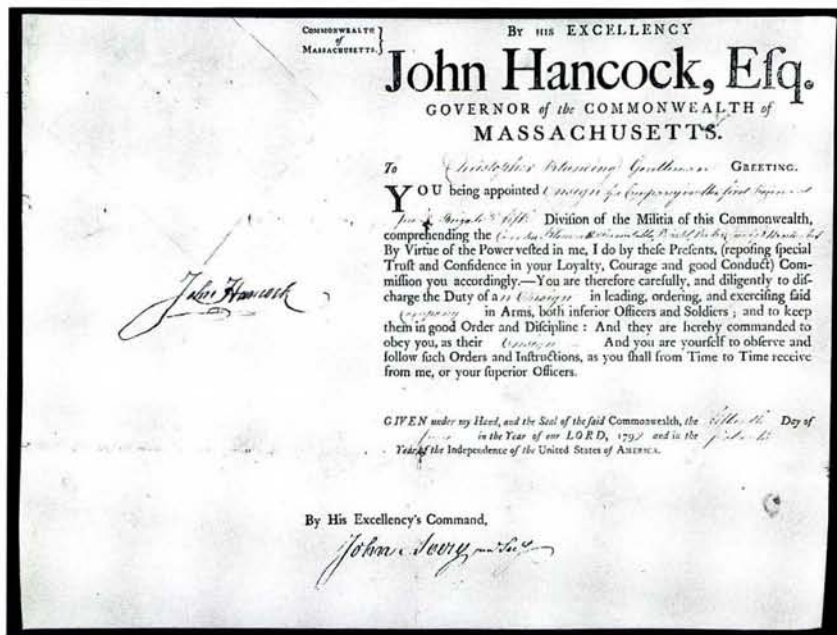 COMMONWEALTH
of
MASSACHUSETTS.
BY HIS EXCELLENCY
John Hancock, Eſq.
GOVERNOR of the COMMONWEALTH of
MASSACHUSETTS.
To Christopher Gentleman GREETING.
YOU being appointed Ensign of a Company in the first Regiment
Division of the Militia of this Commonwealth,
comprehending the
By Virtue of the Power veſted in me, I do by theſe Preſents, (repoſing ſpecial
Truſt and Confidence in your Loyalty, Courage and good Conduct) Com-
miſſion you accordingly.—You are therefore carefully, and diligently to diſ-
charge the Duty of an Ensign in leading, ordering, and exerciſing ſaid
Company in Arms, both inferior Officers and Soldiers; and to keep
them in good Order and Diſcipline: And they are hereby commanded to
obey you, as their Ensign And you are yourſelf to obſerve and
follow ſuch Orders and Inſtructions, as you ſhall from Time to Time receive
from me, or your ſuperior Officers.
John Hancock
GIVEN under my Hand, and the Seal of the ſaid Commonwealth, the Day of
in the Year of our LORD, 179 and in the
Year of the Independence of the United States of AMERICA.
By His Excellency's Command,
John Avery